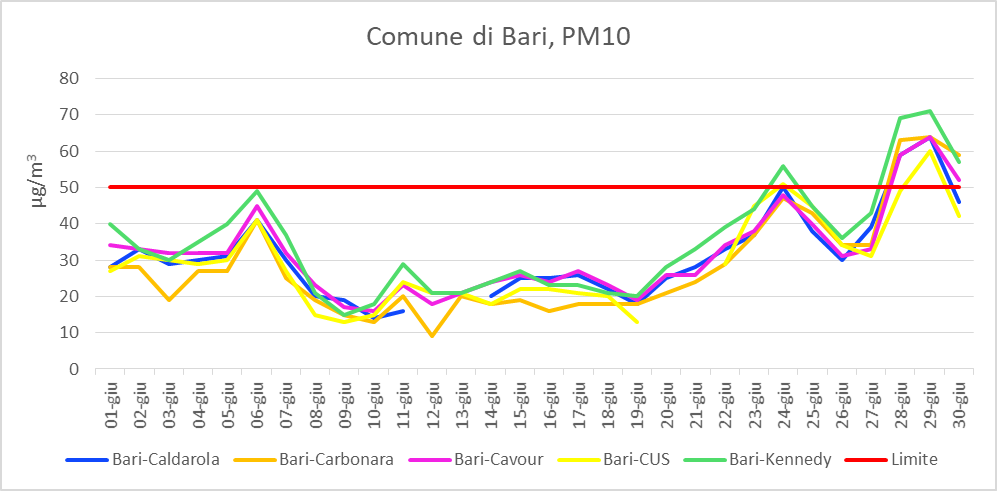 Comune di Bari, PM10
µg/m³
80
70
60
50
40
30
20
10
0
01-giu
02-giu
03-giu
04-giu
05-giu
06-giu
07-giu
08-giu
09-giu
10-giu
11-giu
12-giu
13-giu
14-giu
15-giu
16-giu
17-giu
18-giu
19-giu
20-giu
21-giu
22-giu
23-giu
24-giu
25-giu
26-giu
27-giu
28-giu
29-giu
30-giu
Bari-Caldarola Bari-Carbonara Bari-Cavour Bari-CUS Bari-Kennedy Limite